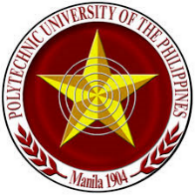 POLYTECHNIC UNIVERSITY OF THE PHILIPPINES
Manila 1904